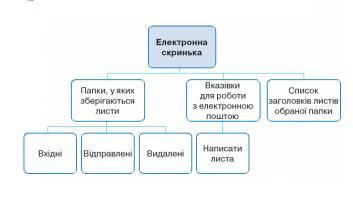 Електронна
скринька
Папки, у яких
зберігаються
листи
Вказівки
для роботи
з електронною
поштою
Список
заголовків листів
обраної папки
Вхідні
Відправлені
Видалені
Написати
листа